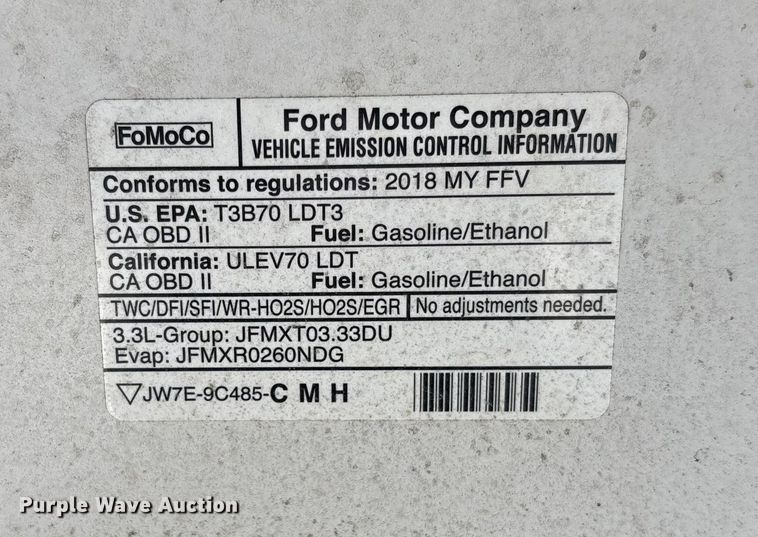 FoMoCo
Ford Motor Company
VEHICLE EMISSION CONTROL INFORMATION
Conforms to regulations: 2018 MY FFV
U.S. EPA: T3B70 LDT3
CA OBD II Fuel: Gasoline/Ethanol
California: ULEV70 LDT
CA OBD II Fuel: Gasoline/Ethanol
TWC/DFI/SFI/WR-HO2S/HO2S/EGR No adjustments needed.
3.3L-Group: JFMXT03.33DU
Evap: JFMXR0260NDG
JW7E-9C485-C M H
Purple Wave Auction